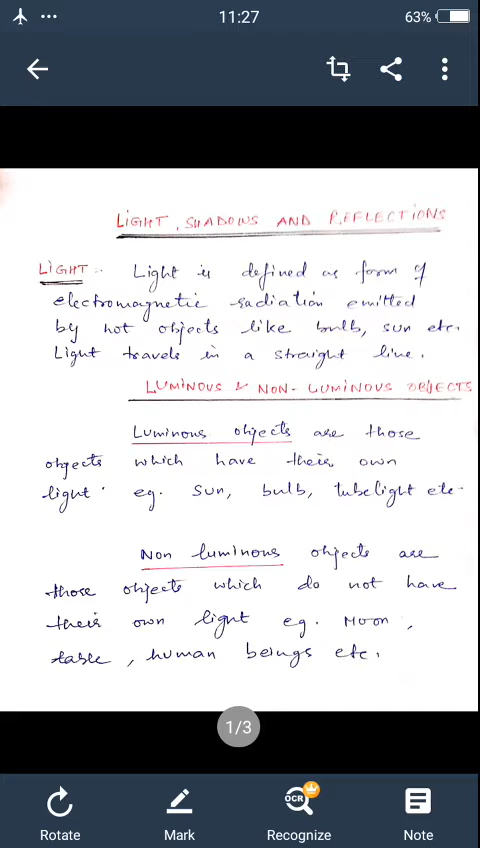 11:27
63%
LIGHT, SHADOWS AND REFLECTIONS
LIGHT :- Light is defined as form of
electromagnetic radiation emitted
by hot objects like bulb, sun etc.
Light travels in a straight line.
LUMINOUS & NON-LUMINOUS OBJECTS
Luminous objects are those
objects which have their own
light. eg. Sun, bulb, tubelight etc.
Non luminous objects are
those objects which do not have
their own light eg. Moon,
table, human beings etc.
1/3
OCR
Rotate Mark Recognize Note